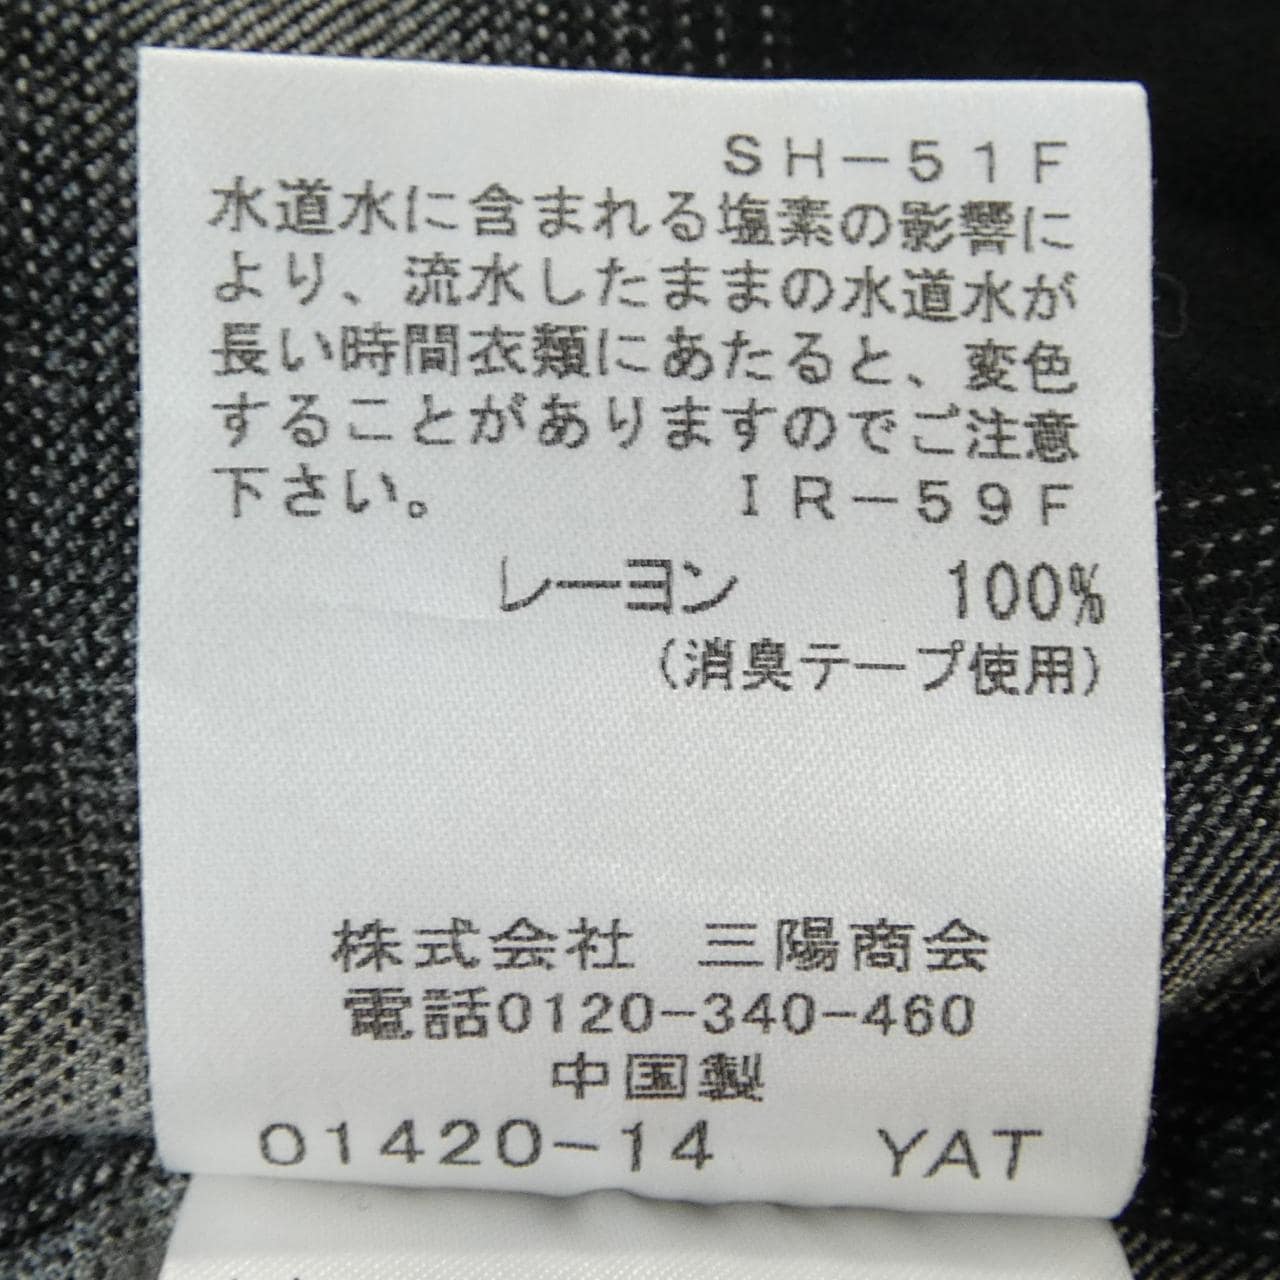 SH-51F
水道水に含まれる塩素の影響に
より、流水したままの水道水が
長い時間衣類にあたると、変色
することがありますのでご注意
下さい。 IR-59F
レーヨン 100%
(消臭テープ使用)
株式会社 三陽商会
電話0120-340-460
中国製
01420-14 YAT